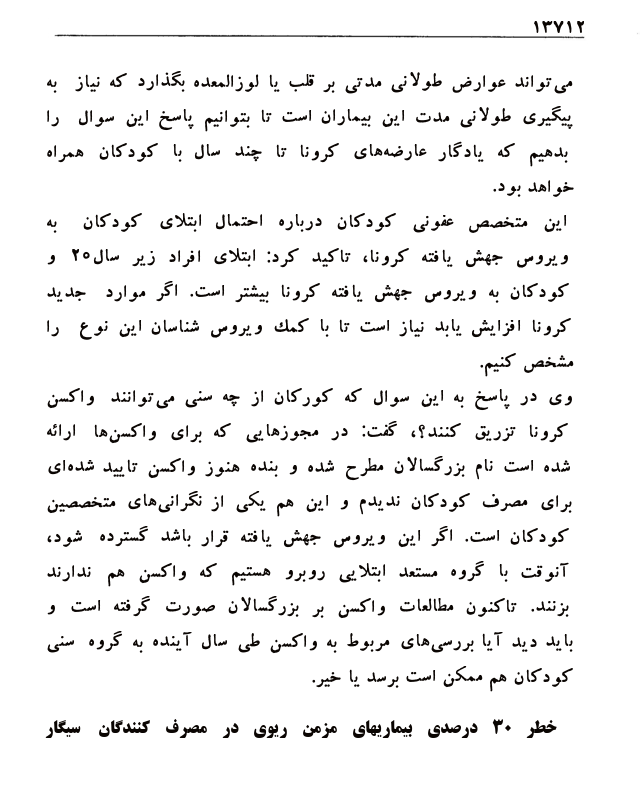 ۱۳۷۱۲
می‌تواند عوارض طولانی مدتی بر قلب یا لوزالمعده بگذارد که نیاز به
پیگیری طولانی مدت این بیماران است تا بتوانیم پاسخ این سوال را
بدهیم که یادگار عارضه‌های کرونا تا چند سال با کودکان همراه
خواهد بود.
این متخصص عفونی کودکان درباره احتمال ابتلای کودکان به
ویروس جهش یافته کرونا، تاکید کرد: ابتلای افراد زیر سال۲۵ و
کودکان به ویروس جهش یافته کرونا بیشتر است. اگر موارد جدید
کرونا افزایش یابد نیاز است تا با کمك ویروس شناسان این نوع را
مشخص کنیم.
وی در پاسخ به این سوال که کورکان از چه سنی می‌توانند واکسن
کرونا تزریق کنند؟، گفت: در مجوزهایی که برای واکسن‌ها ارائه
شده است نام بزرگسالان مطرح شده و بنده هنوز واکسن تایید شده‌ای
برای مصرف کودکان ندیدم و این هم یکی از نگرانی‌های متخصصین
کودکان است. اگر این ویروس جهش یافته قرار باشد گسترده شود،
آنوقت با گروه مستعد ابتلایی روبرو هستیم که واکسن هم ندارند
بزنند. تاکنون مطالعات واکسن بر بزرگسالان صورت گرفته است و
باید دید آیا بررسی‌های مربوط به واکسن طی سال آینده به گروه سنی
کودکان هم ممکن است برسد یا خیر.
خطر ۳۰ درصدی بیماریهای مزمن ریوی در مصرف کنندگان سیگار